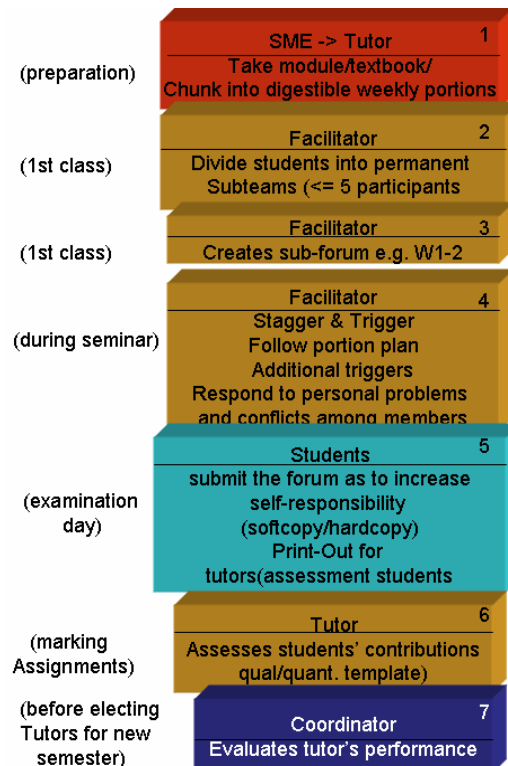 1
SME -> Tutor
(preparation)
Take module/textbook/
Chunk into digestible weekly portions
2
Facilitator
(1st class)
Divide students into permanent
Subteams (<= 5 participants
3
Facilitator
(1st class)
Creates sub-forum e.g. W1-2
4
Facilitator
(during seminar)
Stagger & Trigger
Follow portion plan
Additional triggers
Respond to personal problems
and conflicts among members
5
Students
(examination
day)
submit the forum as to increase
self-responsibility
(softcopy/hardcopy)
Print-Out for
tutors(assessment students
6
Tutor
(marking
Assignments)
Assesses students' contributions
qual/quant. template)
7
Coordinator
(before electing
Tutors for new
semester)
Evaluates tutor's performance